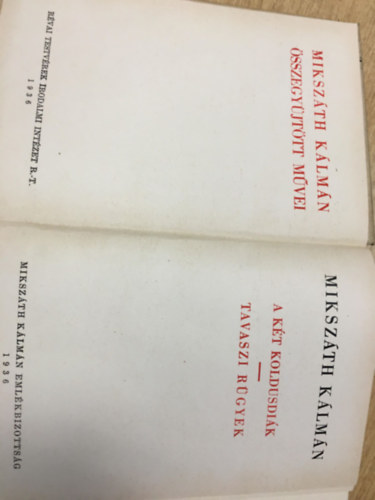 MIKSZÁTH KÁLMÁN
ÖSSZEGYŰJTÖTT MŰVEI
RÉVAI TESTVÉREK IRODALMI INTÉZET R.-T.
1936
MIKSZÁTH KÁLMÁN
A KÉT KOLDUSDIÁK
TAVASZI RÜGYEK
MIKSZÁTH KÁLMÁN EMLÉKBIZOTTSÁG
1936